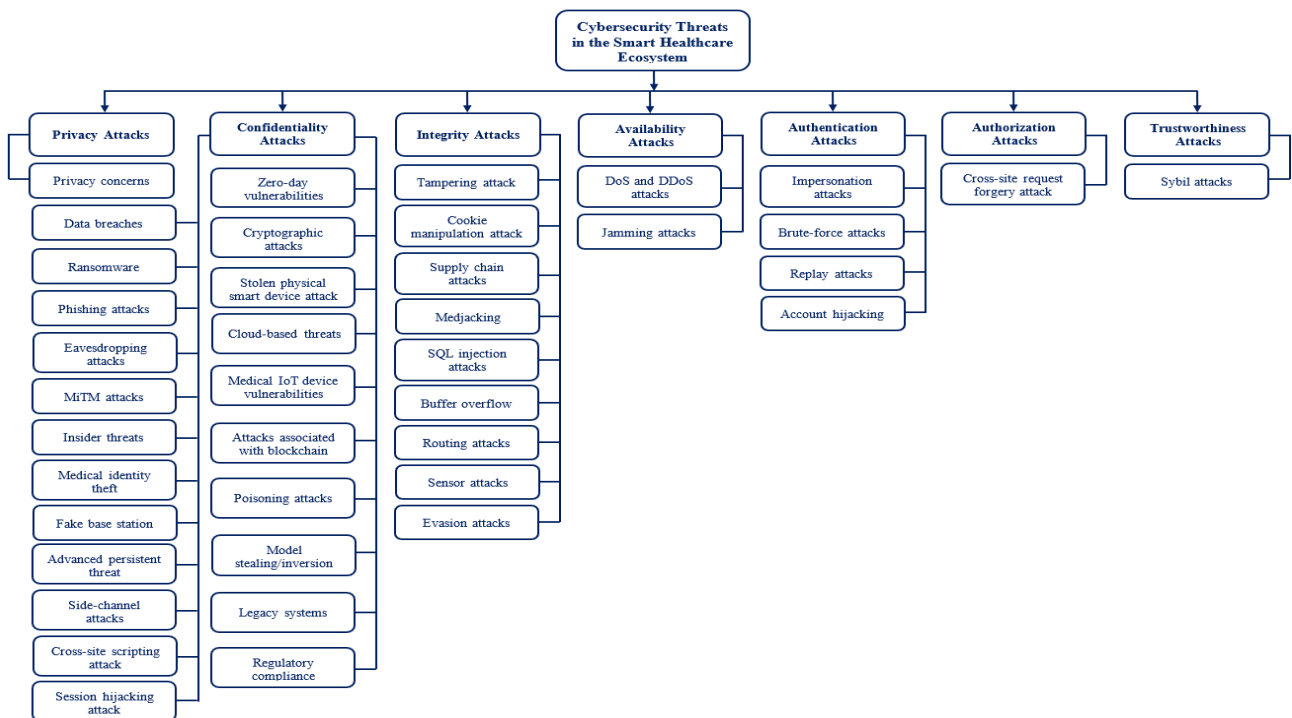 Cybersecurity Threats
in the Smart Healthcare
Ecosystem
Privacy Attacks
Privacy concerns
Confidentiality
Attacks
Data breaches
Ransomware
Phishing attacks
Eavesdropping
attacks
MiTM attacks
Insider threats
Medical identity
theft
Fake base station
Advanced persistent
threat
Side-channel
attacks
Cross-site scripting
attack
Session hijacking
attack
Zero-day
vulnerabilities
Cryptographic
attacks
Stolen physical
smart device attack
Cloud-based threats
Medical IoT device
vulnerabilities
Attacks associated
with blockchain
Poisoning attacks
Model
stealing/inversion
Legacy systems
Regulatory
compliance
Integrity Attacks
Tampering attack
Cookie
manipulation attack
Supply chain
attacks
Medjacking
SQL injection
attacks
Buffer overflow
Routing attacks
Sensor attacks
Evasion attacks
Availability
Attacks
DoS and DDoS
attacks
Jamming attacks
Authentication
Attacks
Impersonation
attacks
Brute-force attacks
Replay attacks
Account hijacking
Authorization
Attacks
Cross-site request
forgery attack
Trustworthiness
Attacks
Sybil attacks